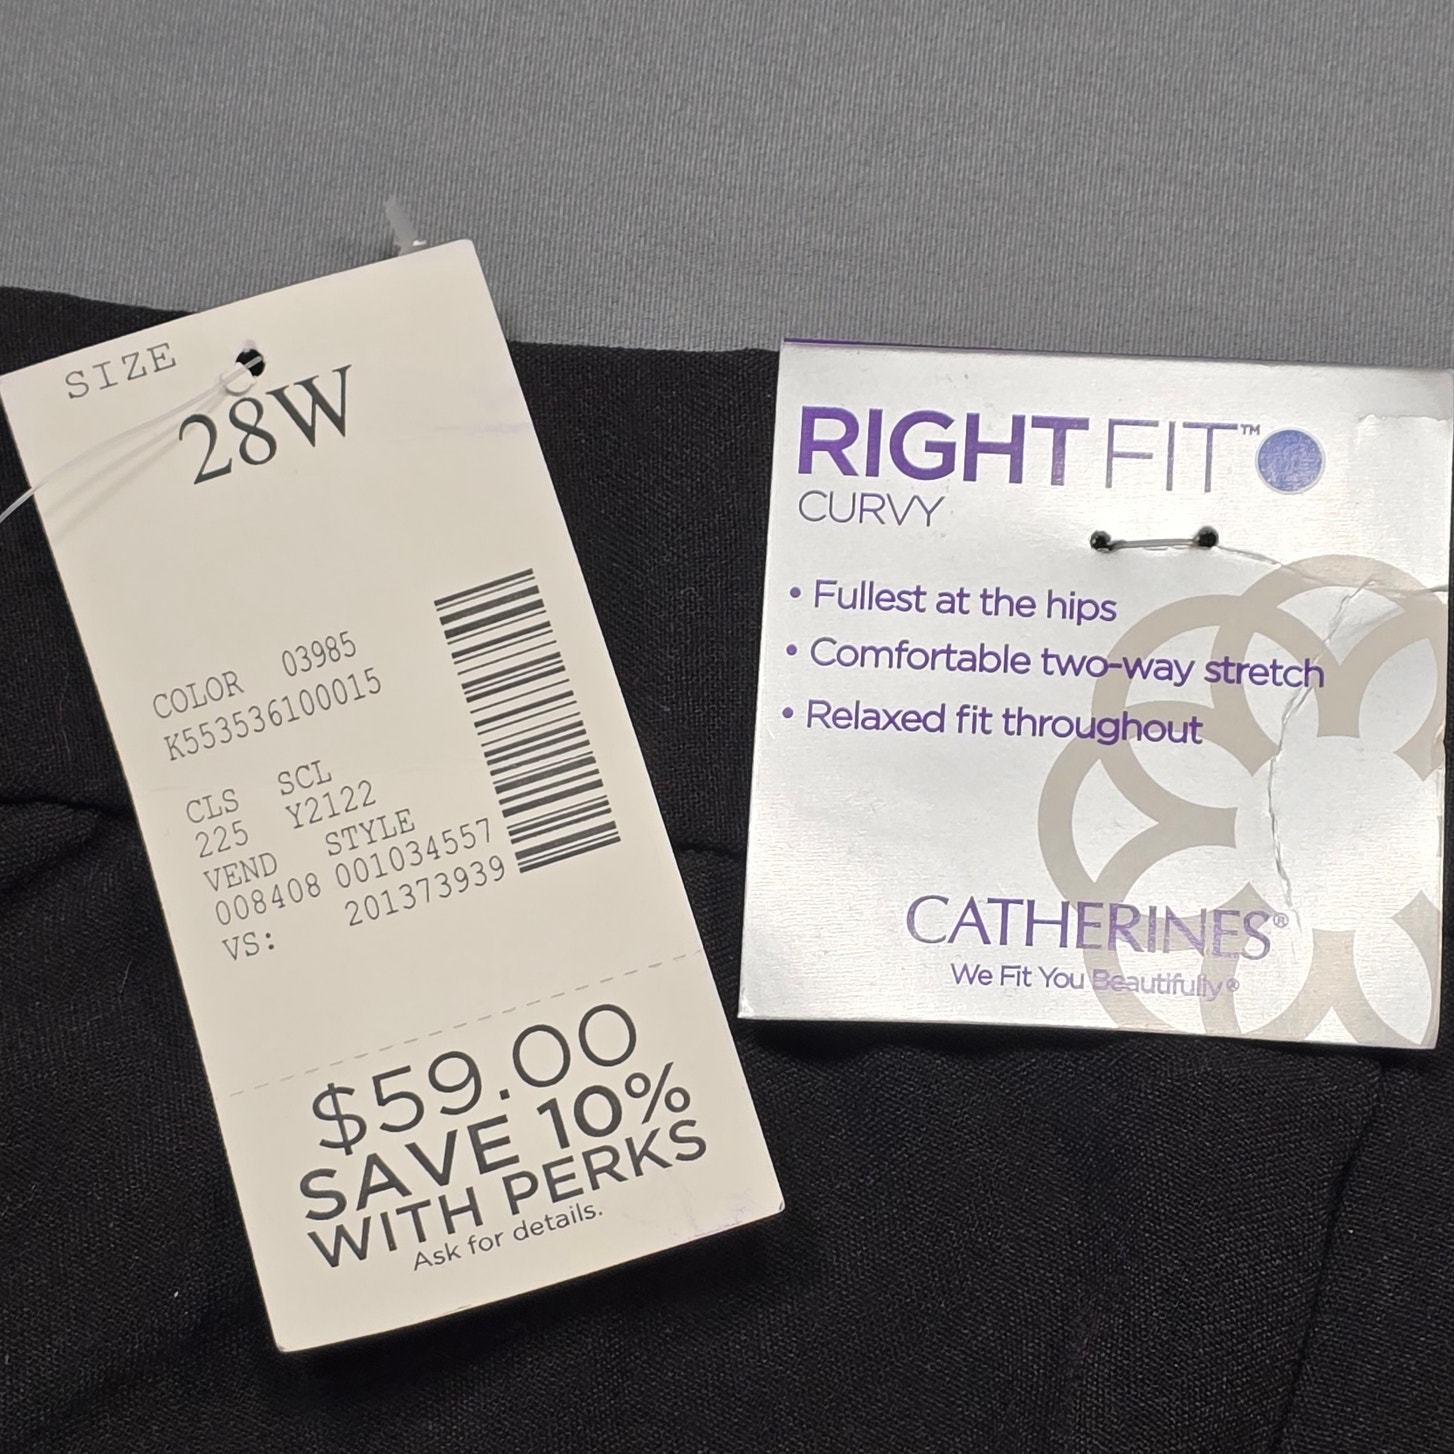 SIZE
28W
COLOR 03985
K553536100015
CLS SCL
225 Y2122
VEND STYLE
008408 001034557
VS: 201373939
$59.00
SAVE 10%
WITH PERKS
Ask for details.
RIGHT FIT™
CURVY
• Fullest at the hips
• Comfortable two-way stretch
• Relaxed fit throughout
CATHERINES®
We Fit You Beautifully®